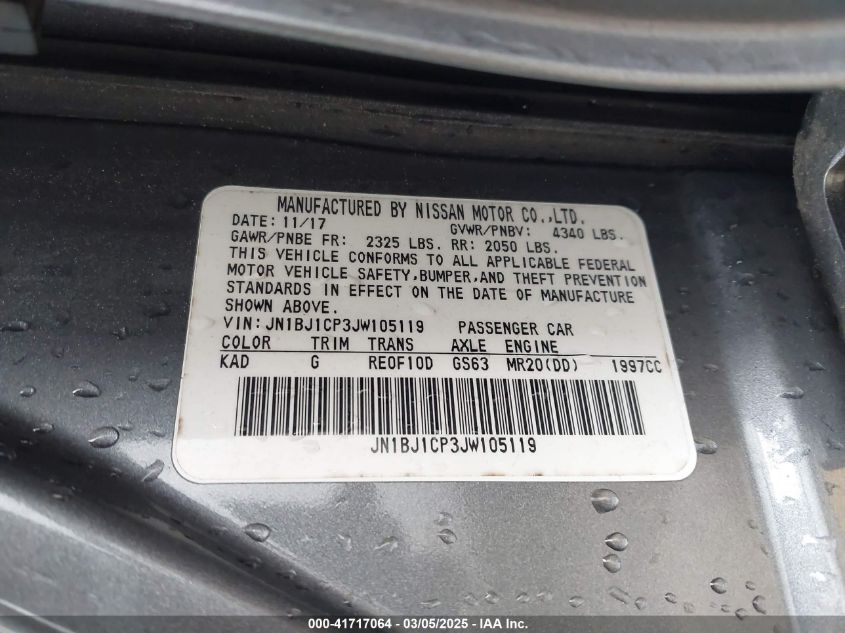 MANUFACTURED BY NISSAN MOTOR CO.,LTD.
DATE: 11/17 GVWR/PNBV: 4340 LBS.
GAWR/PNBE FR: 2325 LBS. RR: 2050 LBS.
THIS VEHICLE CONFORMS TO ALL APPLICABLE FEDERAL
MOTOR VEHICLE SAFETY,BUMPER,AND THEFT PREVENTION
STANDARDS IN EFFECT ON THE DATE OF MANUFACTURE
SHOWN ABOVE.
VIN:JN1BJ1CP3JW105119 PASSENGER CAR
COLOR TRIM TRANS AXLE ENGINE
KAD G RE0F10D GS63 MR20(DD) 1997CC
JN1BJ1CP3JW105119
000-41717064 - 03/05/2025 - IAA Inc.